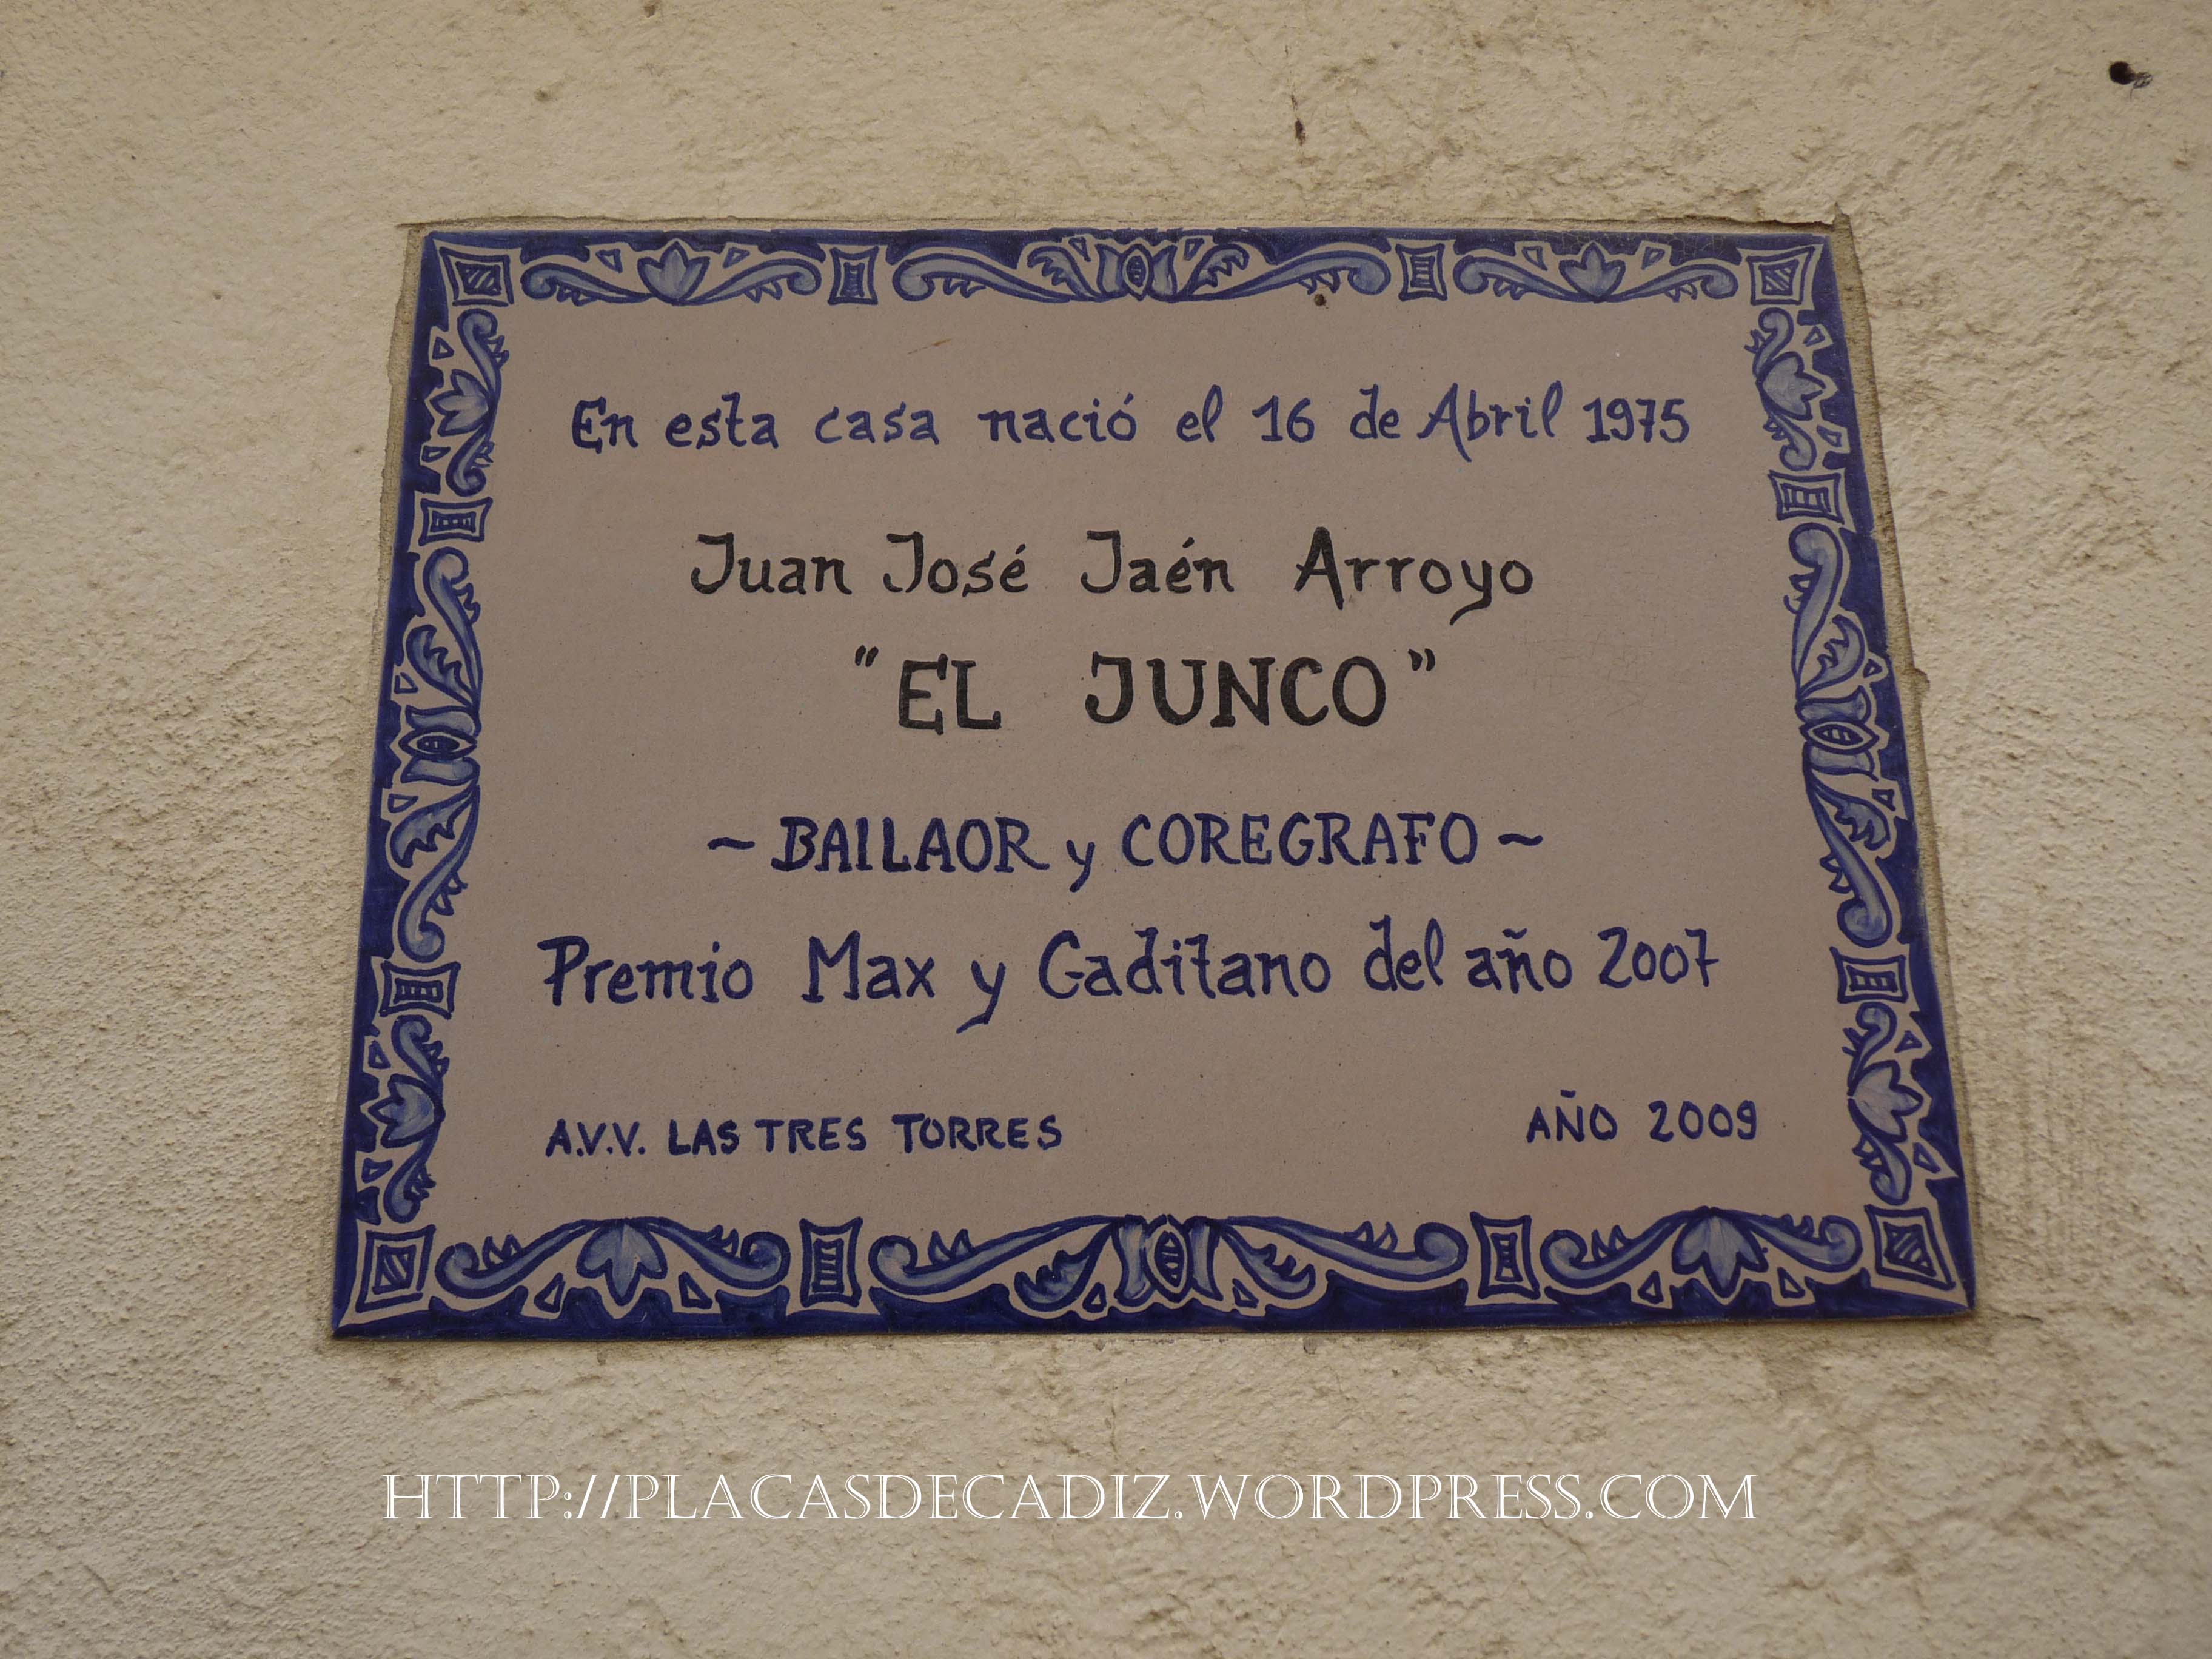 En esta casa nació el 16 de Abril 1975
Juan José Jaén Arroyo
"EL JUNCO"
~ BAILAOR y COREGRAFO ~
Premio Max y Gaditano del año 2007
A.V.V. LAS TRES TORRES AÑO 2009
HTTP://PLACASDECADIZ.WORDPRESS.COM